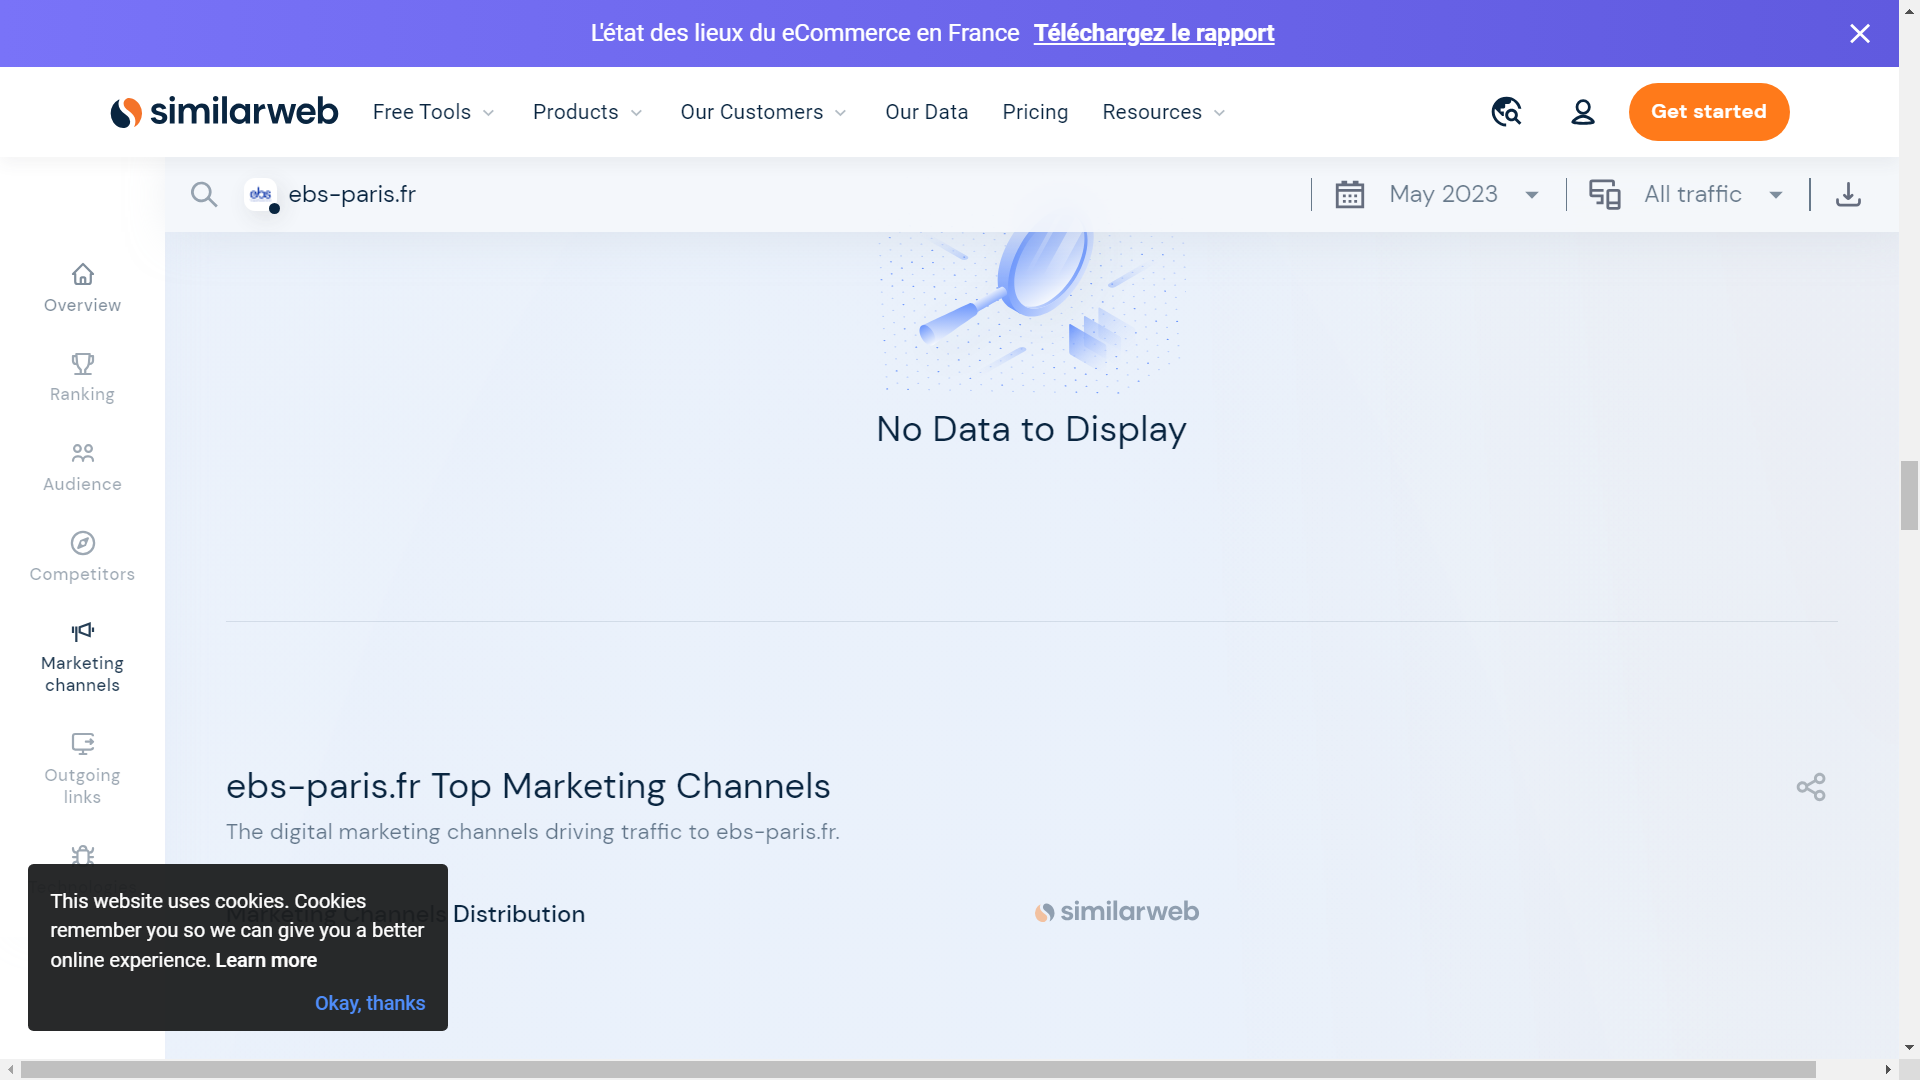 L'état des lieux du eCommerce en France Téléchargez le rapport
similarweb
Free Tools
Products
Our Customers
Our Data
Pricing
Resources
Get started
ebs
ebs-paris.fr
May 2023
All traffic
Overview
Ranking
Audience
Competitors
Marketing
channels
Outgoing
links
No Data to Display
ebs-paris.fr Top Marketing Channels
The digital marketing channels driving traffic to ebs-paris.fr.
Marketing Channels Distribution
similarweb
This website uses cookies. Cookies
remember you so we can give you a better
online experience. Learn more
Okay, thanks